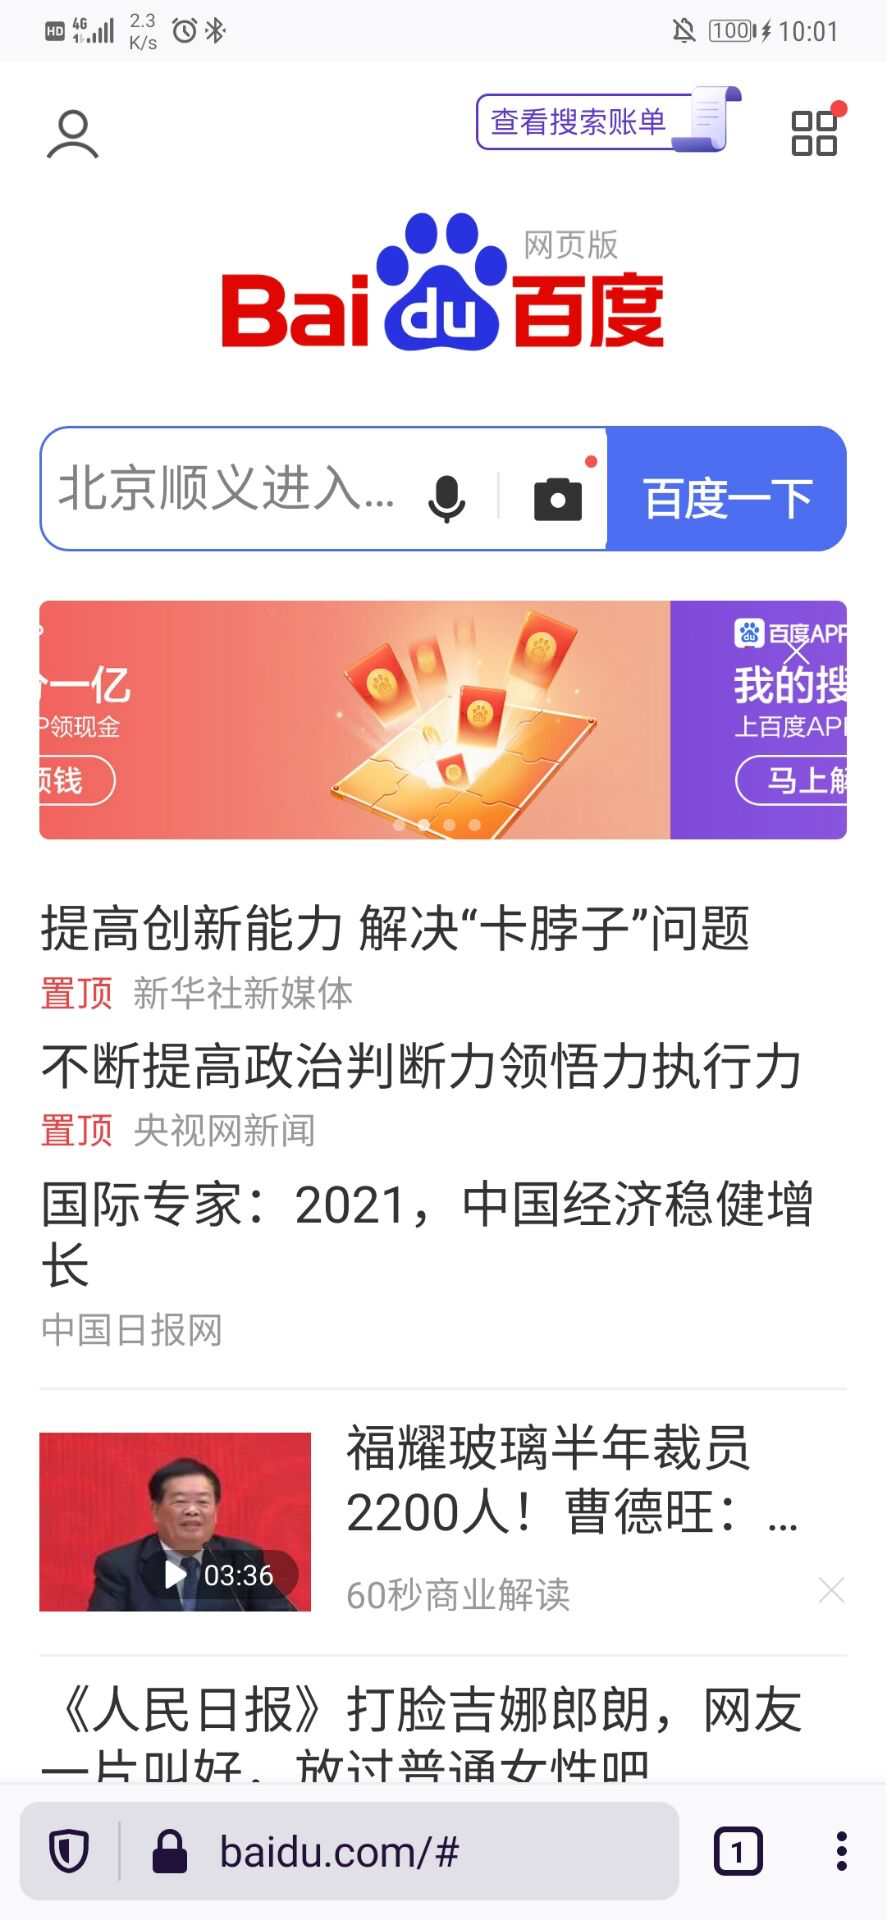 HD 4G 2.3 K/s 100 10:01
查看搜索账单
网页版
Bai du 百度
北京顺义进入... 百度一下
百度APP
一亿
我的搜
P领现金
上百度AP
钱
马上解
提高创新能力 解决“卡脖子”问题
置顶 新华社新媒体
不断提高政治判断力领悟力执行力
置顶 央视网新闻
国际专家：2021，中国经济稳健增
长
中国日报网
福耀玻璃半年裁员
2200人！曹德旺：...
03:36
60秒商业解读
《人民日报》打脸吉娜郎朗，网友
一片叫好，放过普通女性吧
baidu.com/#
1